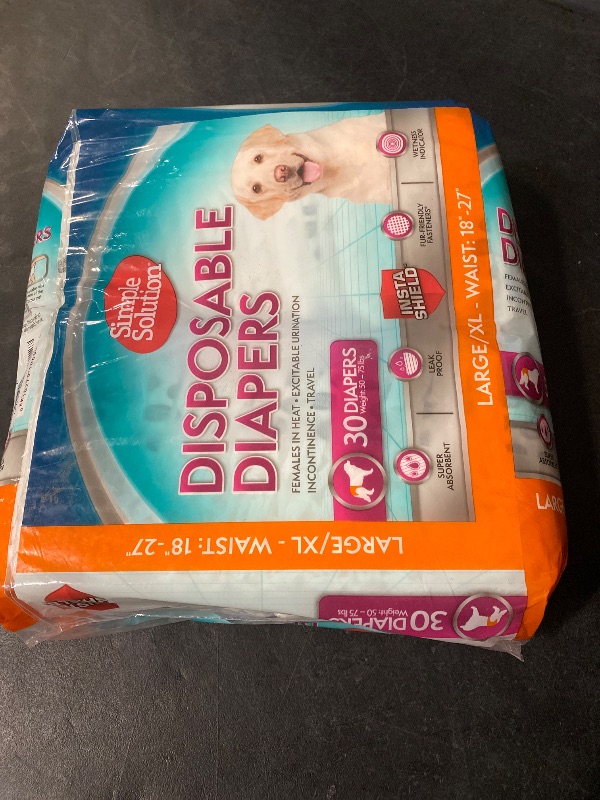 Simple
Solution
DISPOSABLE
DIAPERS
FEMALES IN HEAT • EXCITABLE URINATION
INCONTINENCE • TRAVEL
30 DIAPERS
Weight: 50 - 75 lbs
WETNESS
INDICATOR
FUR-FRIENDLY
FASTENERS
INSTA
SHIELD
LEAK
PROOF
SUPER
ABSORBENT
LARGE/XL - WAIST: 18"-27"
LARGE/XL - WAIST: 18"-27"
30 DIAPERS
Weight: 50 - 75 lbs